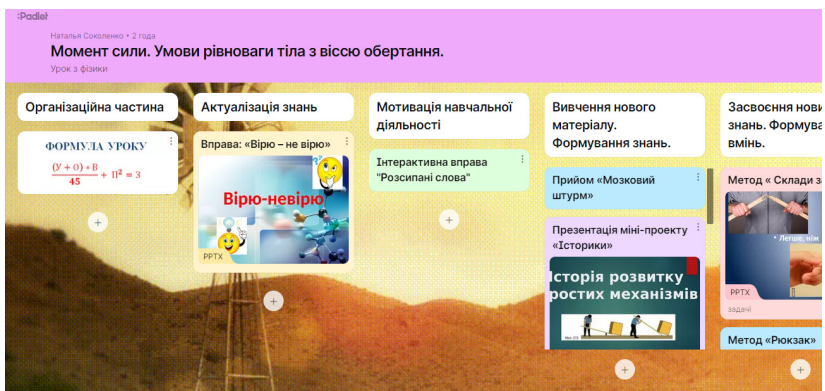 :Padlet
Наталья Соколенко • 2 года
Момент сили. Умови рівноваги тіла з віссю обертання.
Урок з фізики
Організаційна частина
ФОРМУЛА УРОКУ
(У + О) • В
45
+ П² = З
Актуалізація знань
Вправа: «Вірю – не вірю»
Вірю-невірю
PPTX
Мотивація навчальної
діяльності
Інтерактивна вправа
"Розсипані слова"
Вивчення нового
матеріалу.
Формування знань.
Прийом «Мозковий
штурм»
Презентація міні-проекту
«Історики»
Історія розвитку
ростих механізмів
Засвоєння нови
знань. Формува
вмінь.
Метод « Склади за
• Легше, ніж
PPTX
задачі
Метод «Рюкзак»